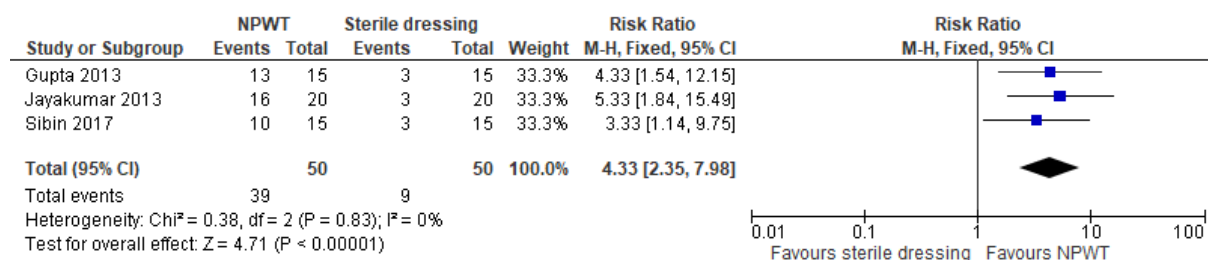 NPWT Sterile dressing Risk Ratio Risk Ratio
Study or Subgroup Events Total Events Total Weight M-H, Fixed, 95% CI M-H, Fixed, 95% CI
Gupta 2013 13 15 3 15 33.3% 4.33 [1.54, 12.15]
Jayakumar 2013 16 20 3 20 33.3% 5.33 [1.84, 15.49]
Sibin 2017 10 15 3 15 33.3% 3.33 [1.14, 9.75]
Total (95% CI) 50 50 100.0% 4.33 [2.35, 7.98]
Total events 39 9
Heterogeneity: Chi² = 0.38, df = 2 (P = 0.83); I² = 0%
Test for overall effect: Z = 4.71 (P < 0.00001)
0.01 0.1 1 10 100
Favours sterile dressing Favours NPWT